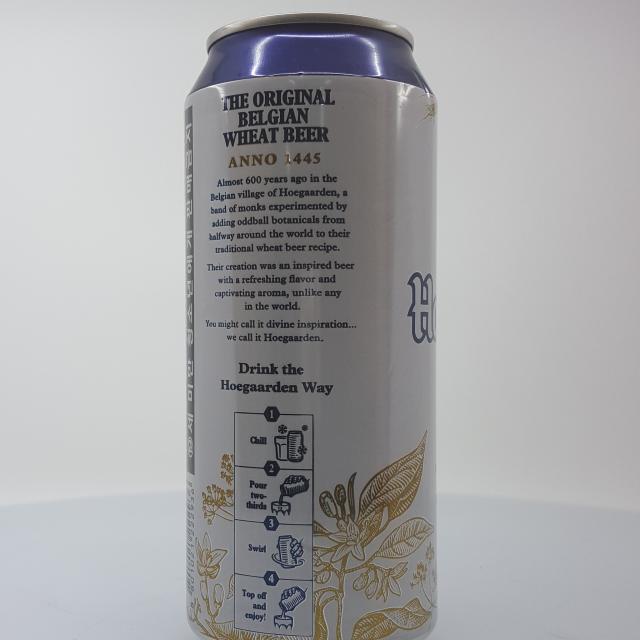 THE ORIGINAL
BELGIAN
WHEAT BEER
ANNO 1445
Almost 600 years ago in the
Belgian village of Hoegaarden, a
band of monks experimented by
adding oddball botanicals from
halfway around the world to their
traditional wheat beer recipe.
Their creation was an inspired beer
with a refreshing flavor and
captivating aroma, unlike any
in the world.
You might call it divine inspiration...
we call it Hoegaarden.
Drink the
Hoegaarden Way
1
Chill
2
Pour
two-
thirds
3
Swirl
4
Top off
and
enjoy!